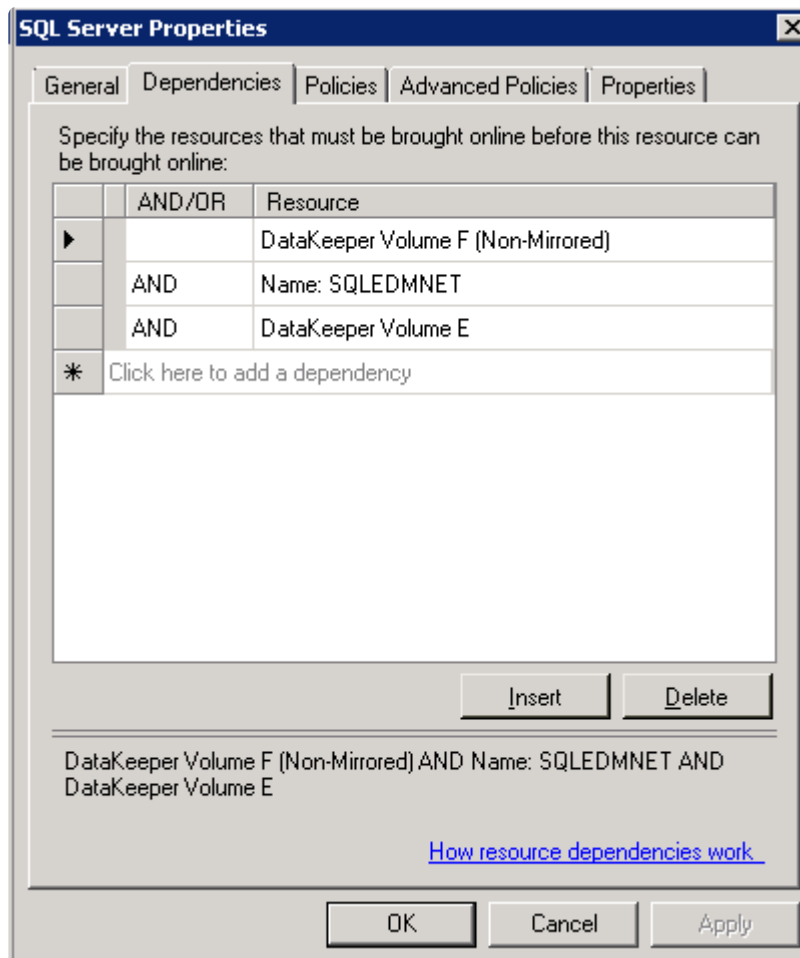 SQL Server Properties
General Dependencies Policies Advanced Policies Properties
Specify the resources that must be brought online before this resource can
be brought online:
AND/OR Resource
DataKeeper Volume F (Non-Mirrored)
AND Name: SQLEDMNET
AND DataKeeper Volume E
Click here to add a dependency
Insert Delete
DataKeeper Volume F (Non-Mirrored) AND Name: SQLEDMNET AND
DataKeeper Volume E
How resource dependencies work
OK Cancel Apply